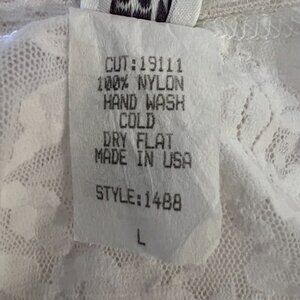 CUT:19111
100% NYLON
HAND WASH
COLD
DRY FLAT
MADE IN USA
STYLE:1488
L